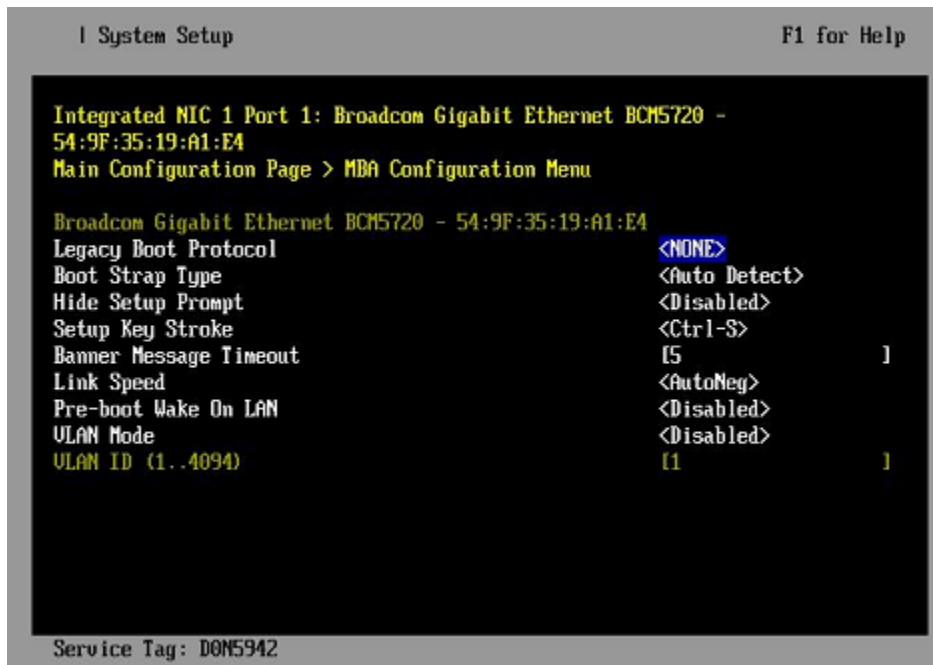 | System Setup F1 for Help
Integrated NIC 1 Port 1: Broadcom Gigabit Ethernet BCM5720 -
54:9F:35:19:A1:E4
Main Configuration Page > MBA Configuration Menu
Broadcom Gigabit Ethernet BCM5720 - 54:9F:35:19:A1:E4
Legacy Boot Protocol <NONE>
Boot Strap Type <Auto Detect>
Hide Setup Prompt <Disabled>
Setup Key Stroke <Ctrl-S>
Banner Message Timeout [5 ]
Link Speed <AutoNeg>
Pre-boot Wake On LAN <Disabled>
VLAN Mode <Disabled>
VLAN ID (1..4094) [1 ]
Service Tag: D0N5942